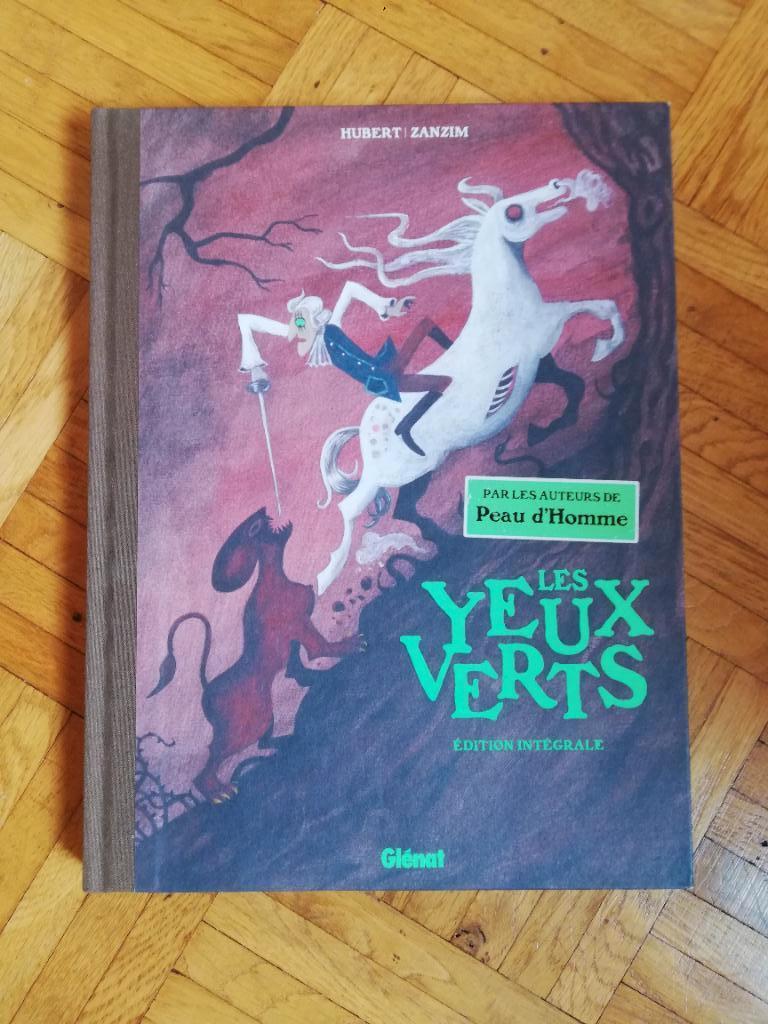 HUBERT | ZANZIM
PAR LES AUTEURS DE
Peau d'Homme
LES
YEUX
VERTS
ÉDITION INTÉGRALE
Glénat